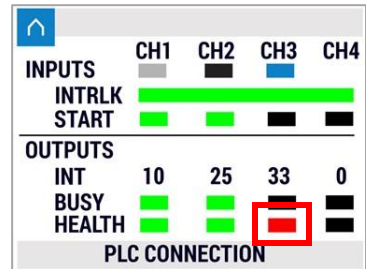 CH1 CH2 CH3 CH4
INPUTS
INTRLK
START
OUTPUTS
INT 10 25 33 0
BUSY
HEALTH
PLC CONNECTION